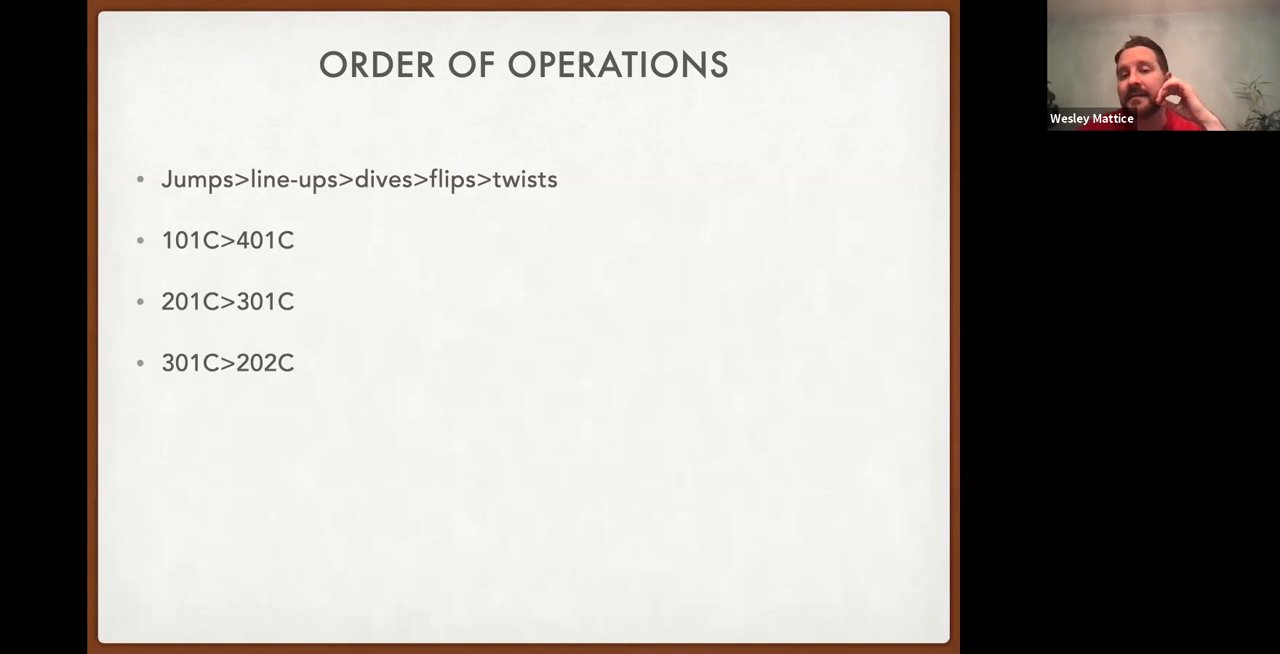 ORDER OF OPERATIONS
Jumps>line-ups>dives>flips>twists
101C>401C
201C>301C
301C>202C
Wesley Mattice